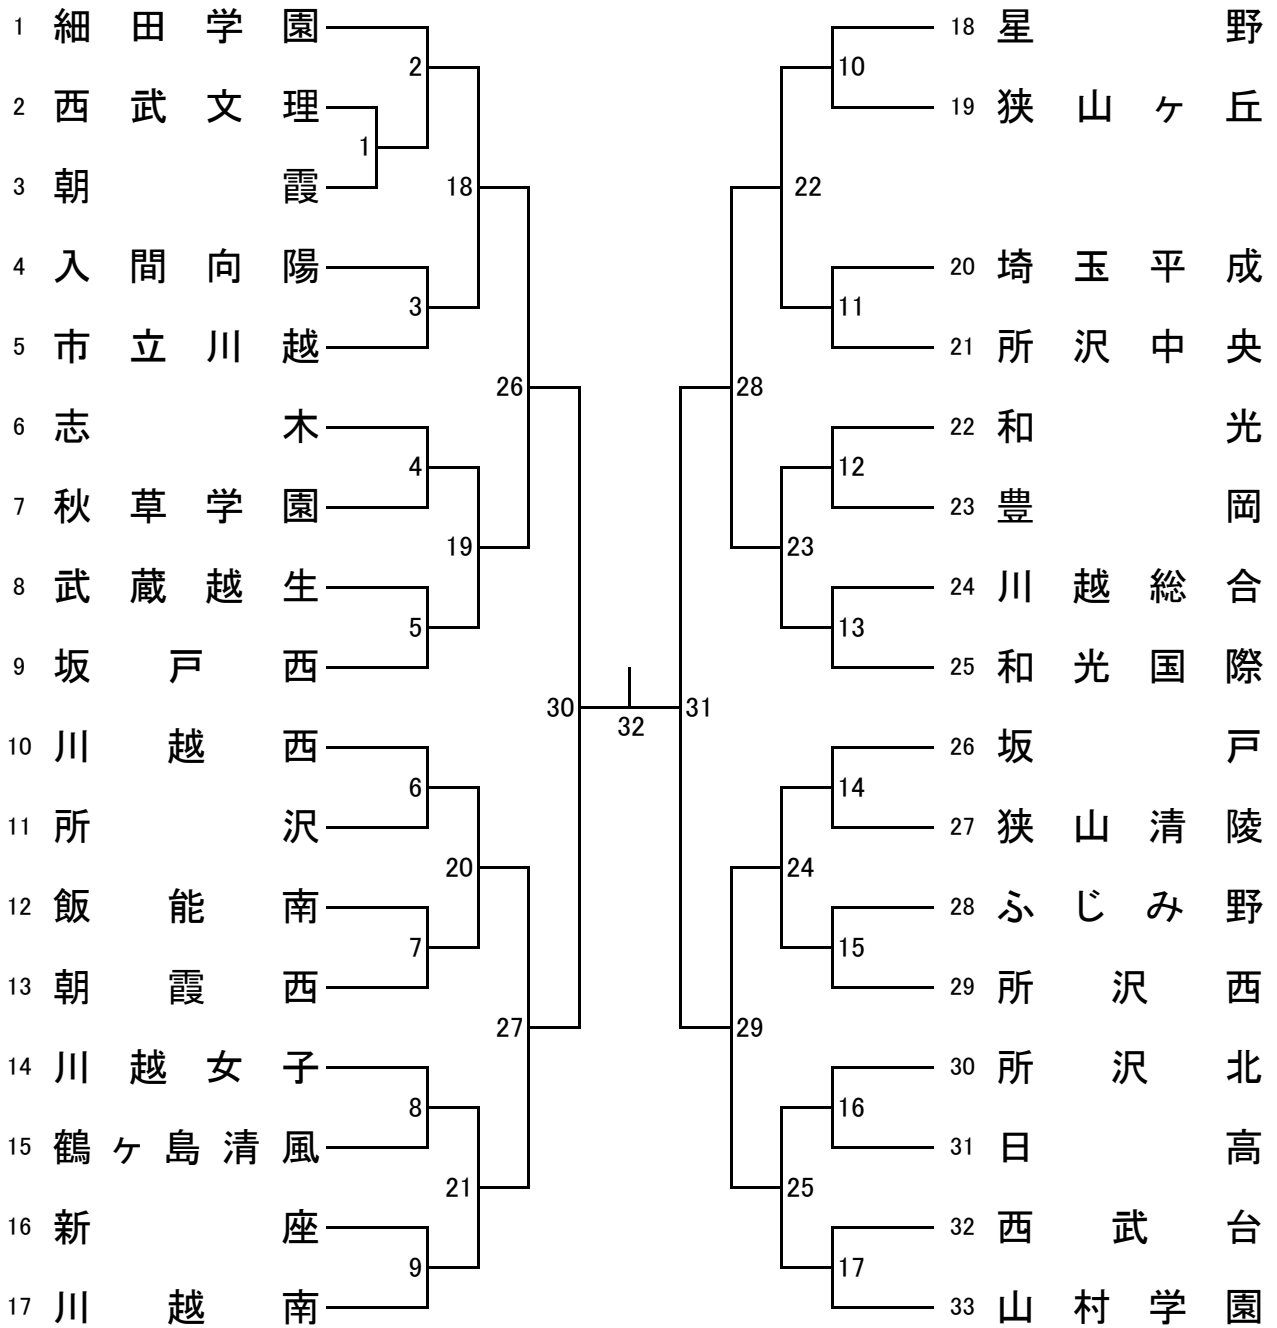 1 細田学園
2 西武文理
3 朝霞
4 入間向陽
5 市立川越
6 志木
7 秋草学園
8 武蔵越生
9 坂戸西
10 川越西
11 所沢
12 飯能南
13 朝霞西
14 川越女子
15 鶴ヶ島清風
16 新座
17 川越南
2
1
18
3
26
4
19
5
30
6
20
7
27
8
21
9
32
10
22
11
28
12
23
13
31
14
24
15
29
16
25
17
18 星野
19 狭山ヶ丘
20 埼玉平成
21 所沢中央
22 和光
23 豊岡
24 川越総合
25 和光国際
26 坂戸
27 狭山清陵
28 ふじみ野
29 所沢西
30 所沢北
31 日高
32 西武台
33 山村学園